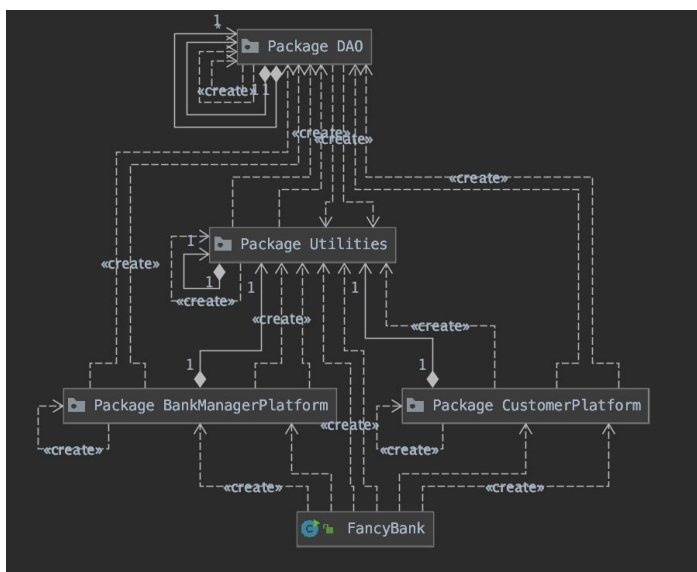 1
Package DAO
«create»
1 1
«create»
«create»
«create»
1
Package Utilities
1
«create»
«create»
1
«create»
1
«create»
1
1
Package BankManagerPlatform
Package CustomerPlatform
«create»
«create»
«create»
«create»
«create»
FancyBank